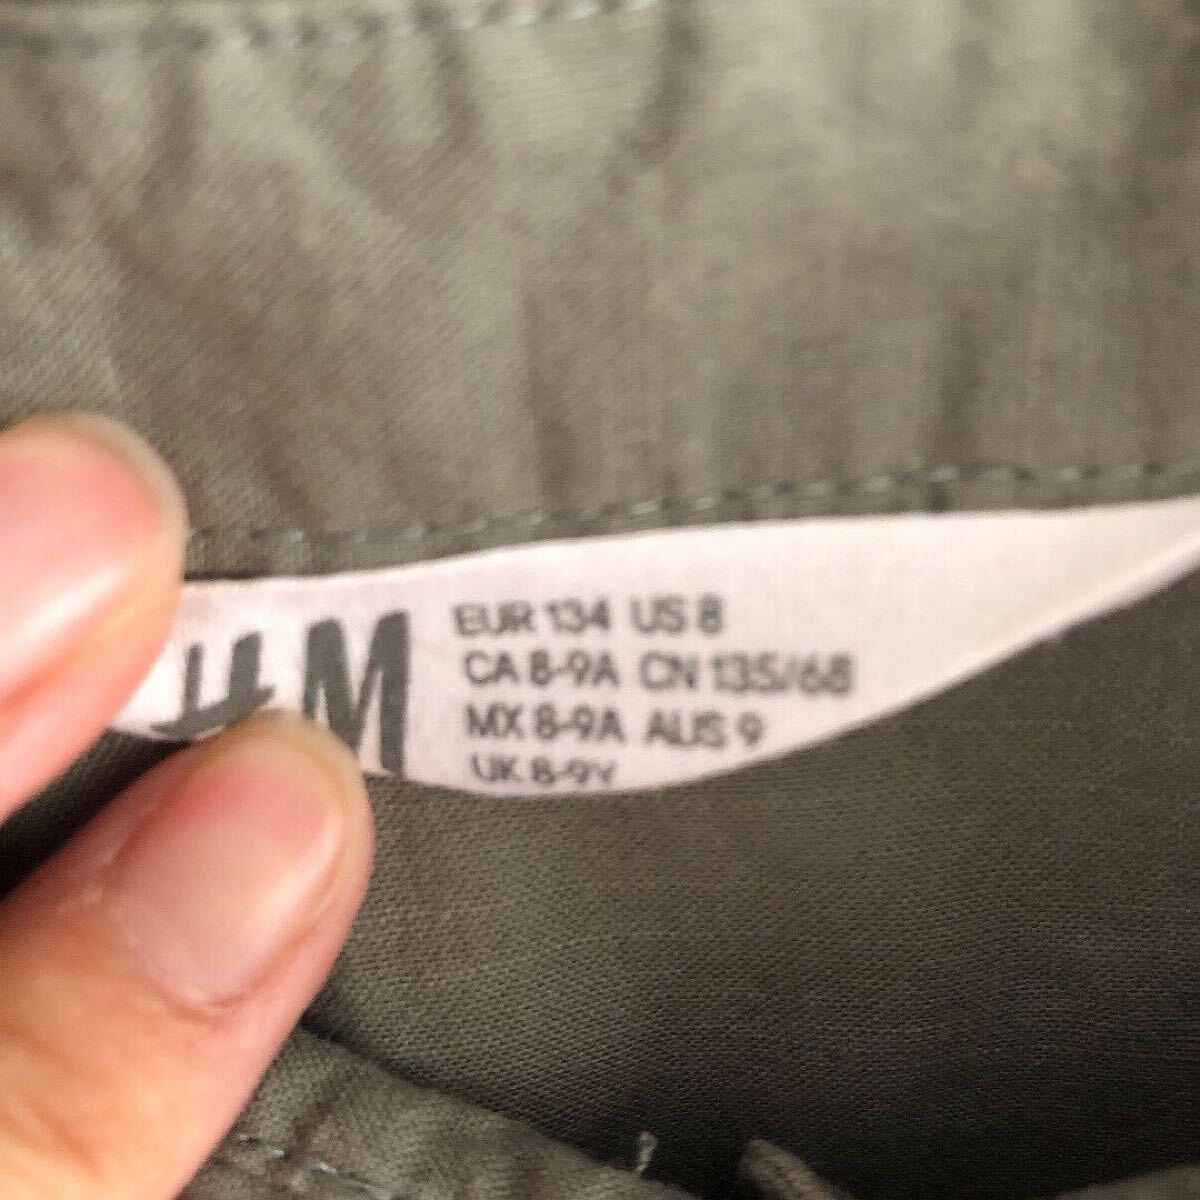 H&M
EUR 134 US 8
CA 8-9A CN 135/68
MX 8-9A AUS 9
UK 8-9Y